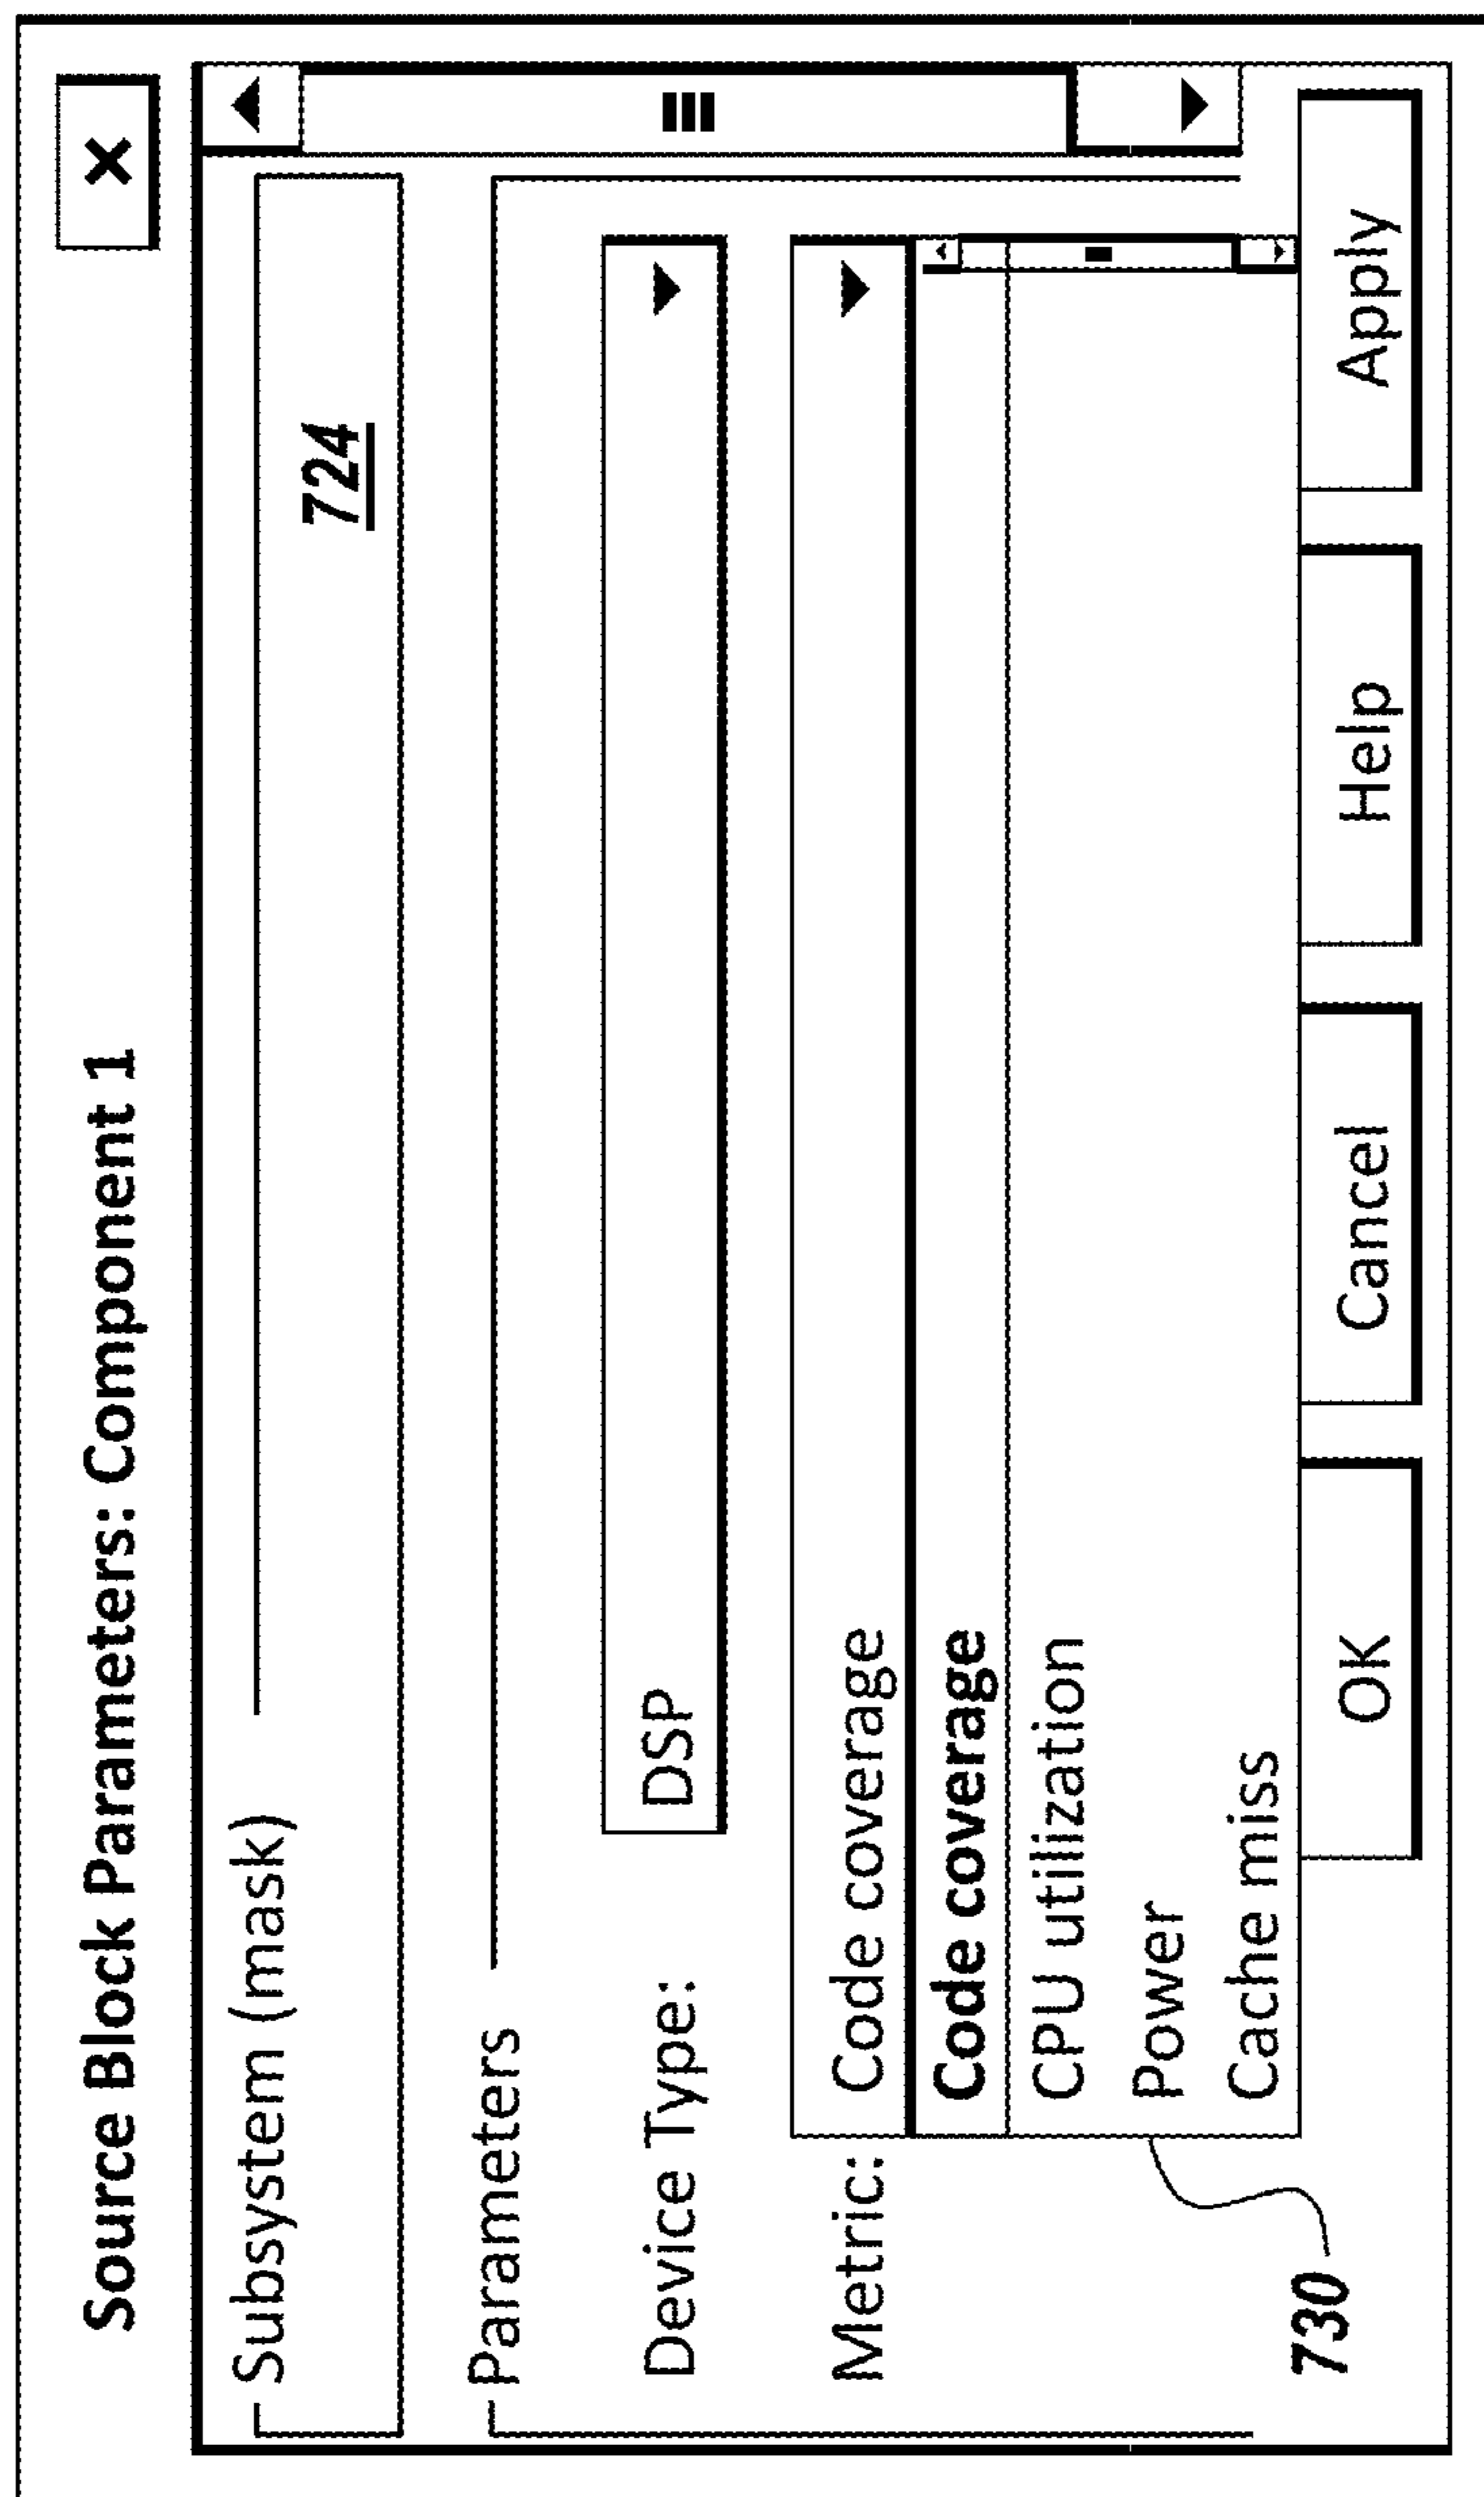 Source Block Parameters: Component 1
×
Subsystem (mask)
724
Parameters
Device Type: DSP
Metric: Code coverage
Code coverage
CPU utilization
Power
Cache miss
730
OK Cancel Help Apply